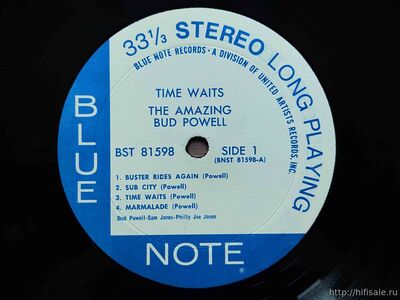 33⅓ STEREO LONG PLAYING
BLUE NOTE RECORDS - A DIVISION OF UNITED ARTISTS RECORDS, INC.
TIME WAITS
THE AMAZING
BUD POWELL
BST 81598 SIDE 1
(BNST 81598-A)
1. BUSTER RIDES AGAIN (Powell)
2. SUB CITY (Powell)
3. TIME WAITS (Powell)
4. MARMALADE (Powell)
Bud Powell-Sam Jones-Philly Joe Jones
BLUE
NOTE
®
http://hifisale.ru